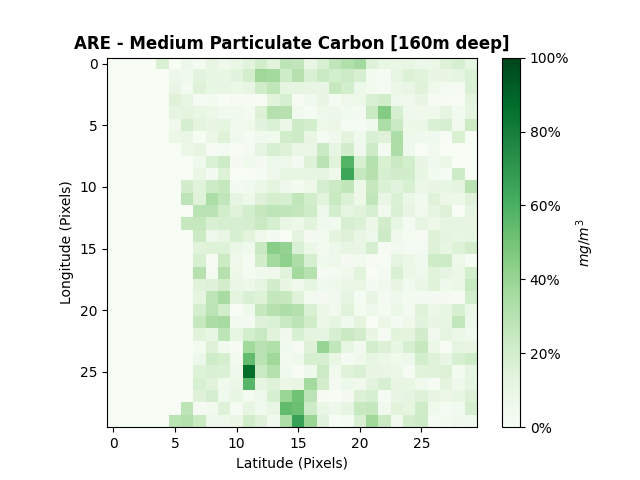 ARE - Medium Particulate Carbon [160m deep]
0
5
10
15
20
25
Longitude (Pixels)
0 5 10 15 20 25
Latitude (Pixels)
100%
80%
60%
40%
20%
0%
mg/m³